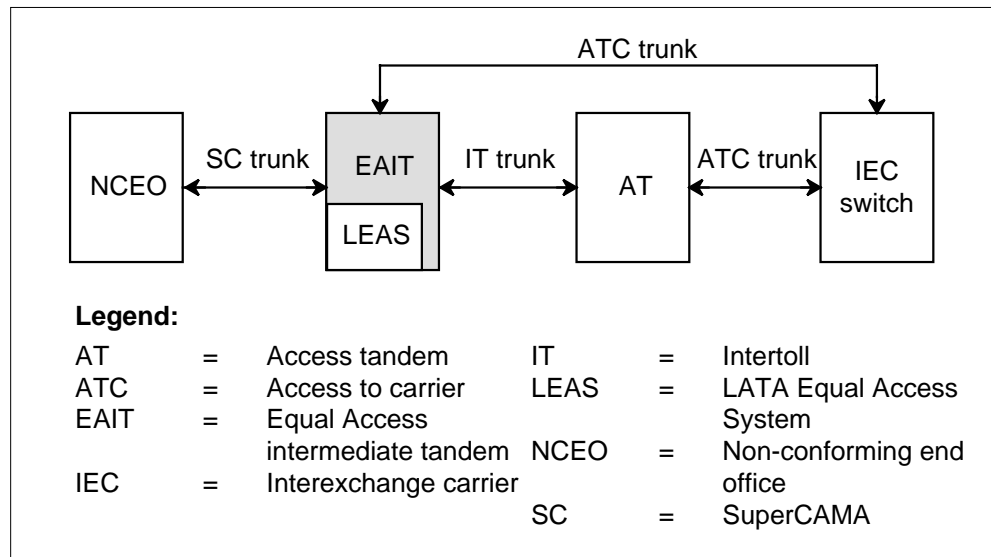 ATC trunk
NCEO
SC trunk
EAIT
LEAS
IT trunk
AT
ATC trunk
IEC
switch
Legend:
AT = Access tandem
ATC = Access to carrier
EAIT = Equal Access
intermediate tandem
IEC = Interexchange carrier
IT = Intertoll
LEAS = LATA Equal Access
System
NCEO = Non-conforming end
office
SC = SuperCAMA